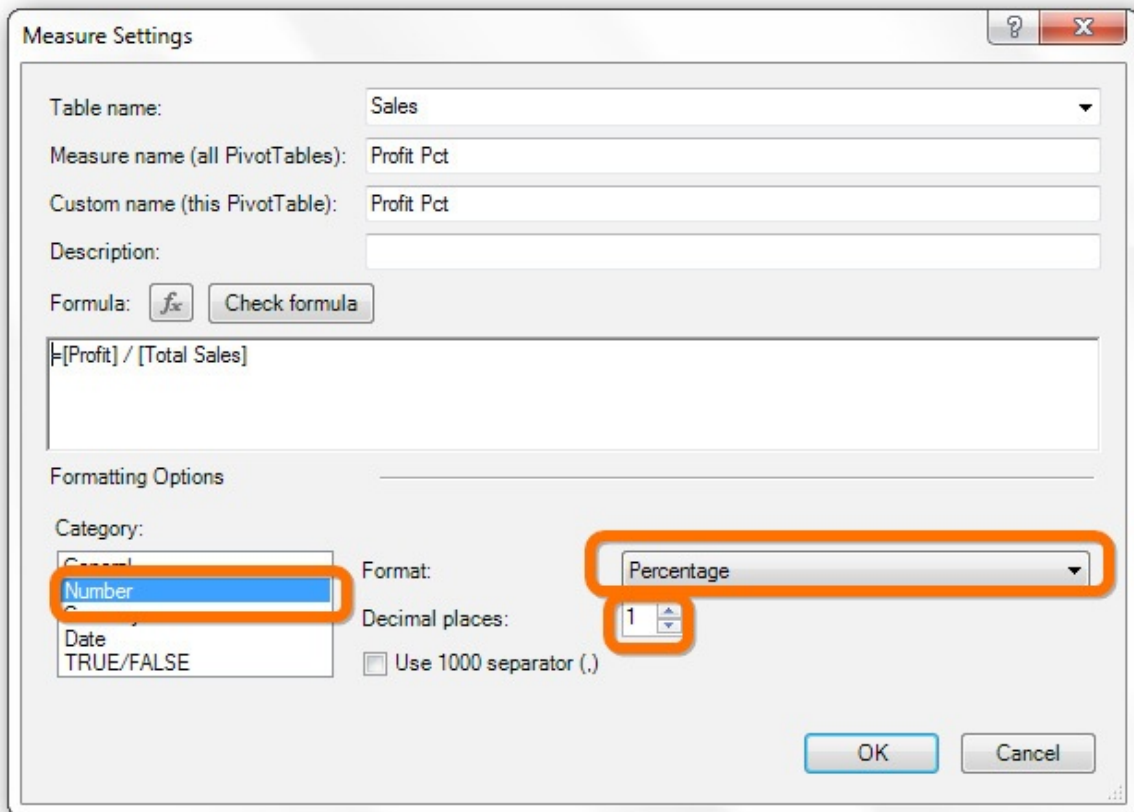 Measure Settings
Table name: Sales
Measure name (all PivotTables): Profit Pct
Custom name (this PivotTable): Profit Pct
Description:
Formula: fx Check formula
=[Profit] / [Total Sales]
Formatting Options
Category:
General
Number
Date
TRUE/FALSE
Format: Percentage
Decimal places: 1
Use 1000 separator (,)
OK Cancel